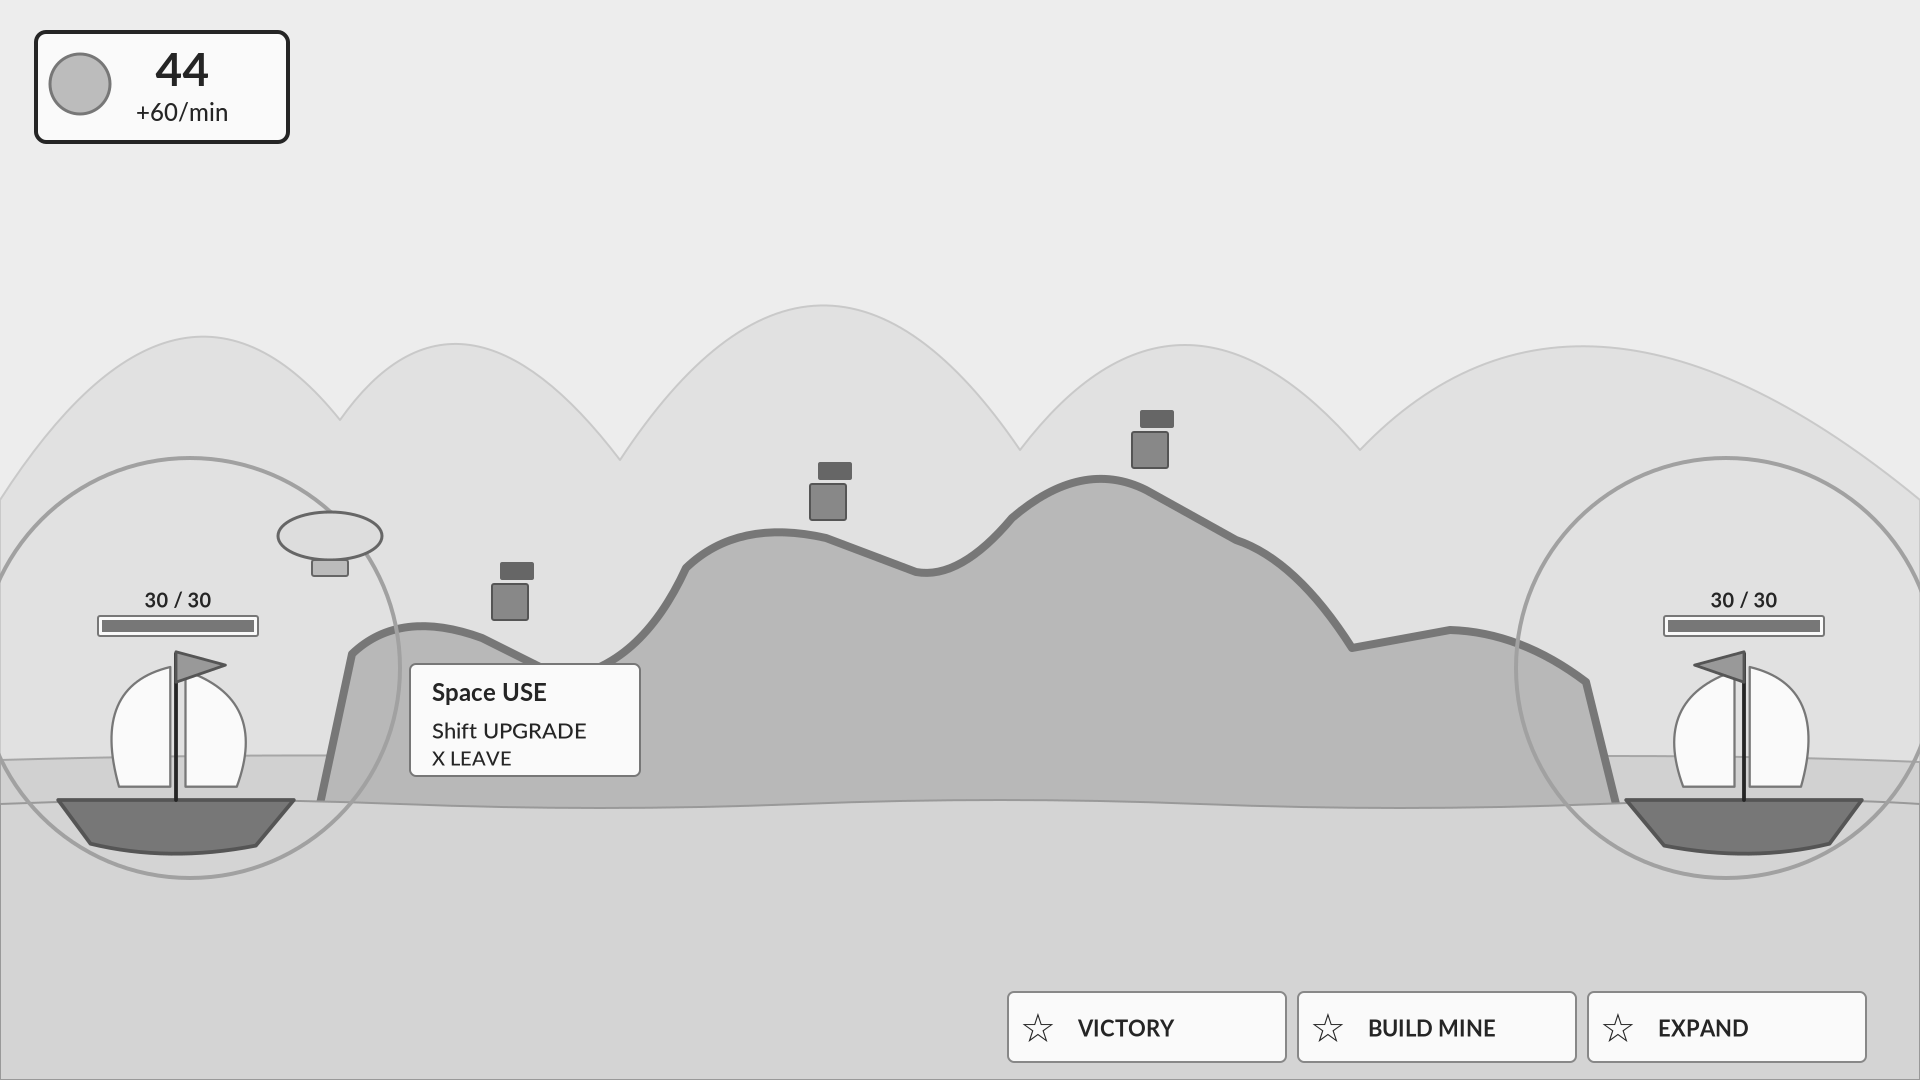 44
+60/min
30 / 30
30 / 30
Space USE
Shift UPGRADE
X LEAVE
VICTORY
BUILD MINE
EXPAND